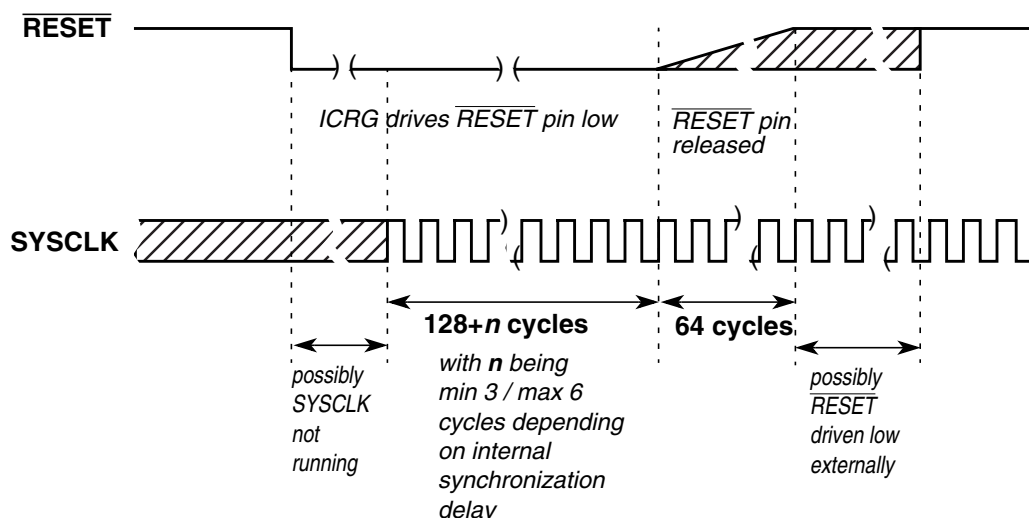 RESET
ICRG drives RESET pin low
RESET pin
released
SYSCLK
128+n cycles
with n being
min 3 / max 6
cycles depending
on internal
synchronization
delay
64 cycles
possibly
SYSCLK
not
running
possibly
RESET
driven low
externally